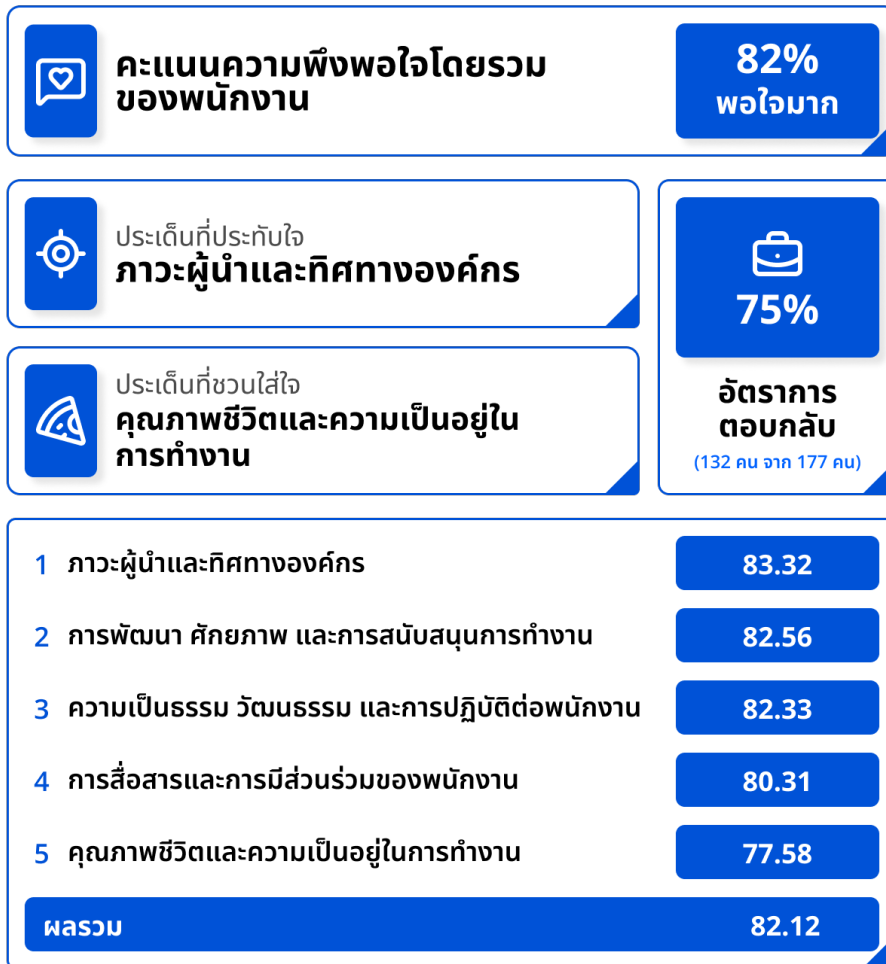 คะแนนความพึงพอใจโดยรวม
ของพนักงาน
82%
พอใจมาก
ประเด็นที่ประทับใจ
ภาวะผู้นำและทิศทางองค์กร
ประเด็นที่ชวนใส่ใจ
คุณภาพชีวิตและความเป็นอยู่ใน
การทำงาน
75%
อัตราการ
ตอบกลับ
(132 คน จาก 177 คน)
1 ภาวะผู้นำและทิศทางองค์กร 83.32
2 การพัฒนา ศักยภาพ และการสนับสนุนการทำงาน 82.56
3 ความเป็นธรรม วัฒนธรรม และการปฏิบัติต่อพนักงาน 82.33
4 การสื่อสารและการมีส่วนร่วมของพนักงาน 80.31
5 คุณภาพชีวิตและความเป็นอยู่ในการทำงาน 77.58
ผลรวม 82.12